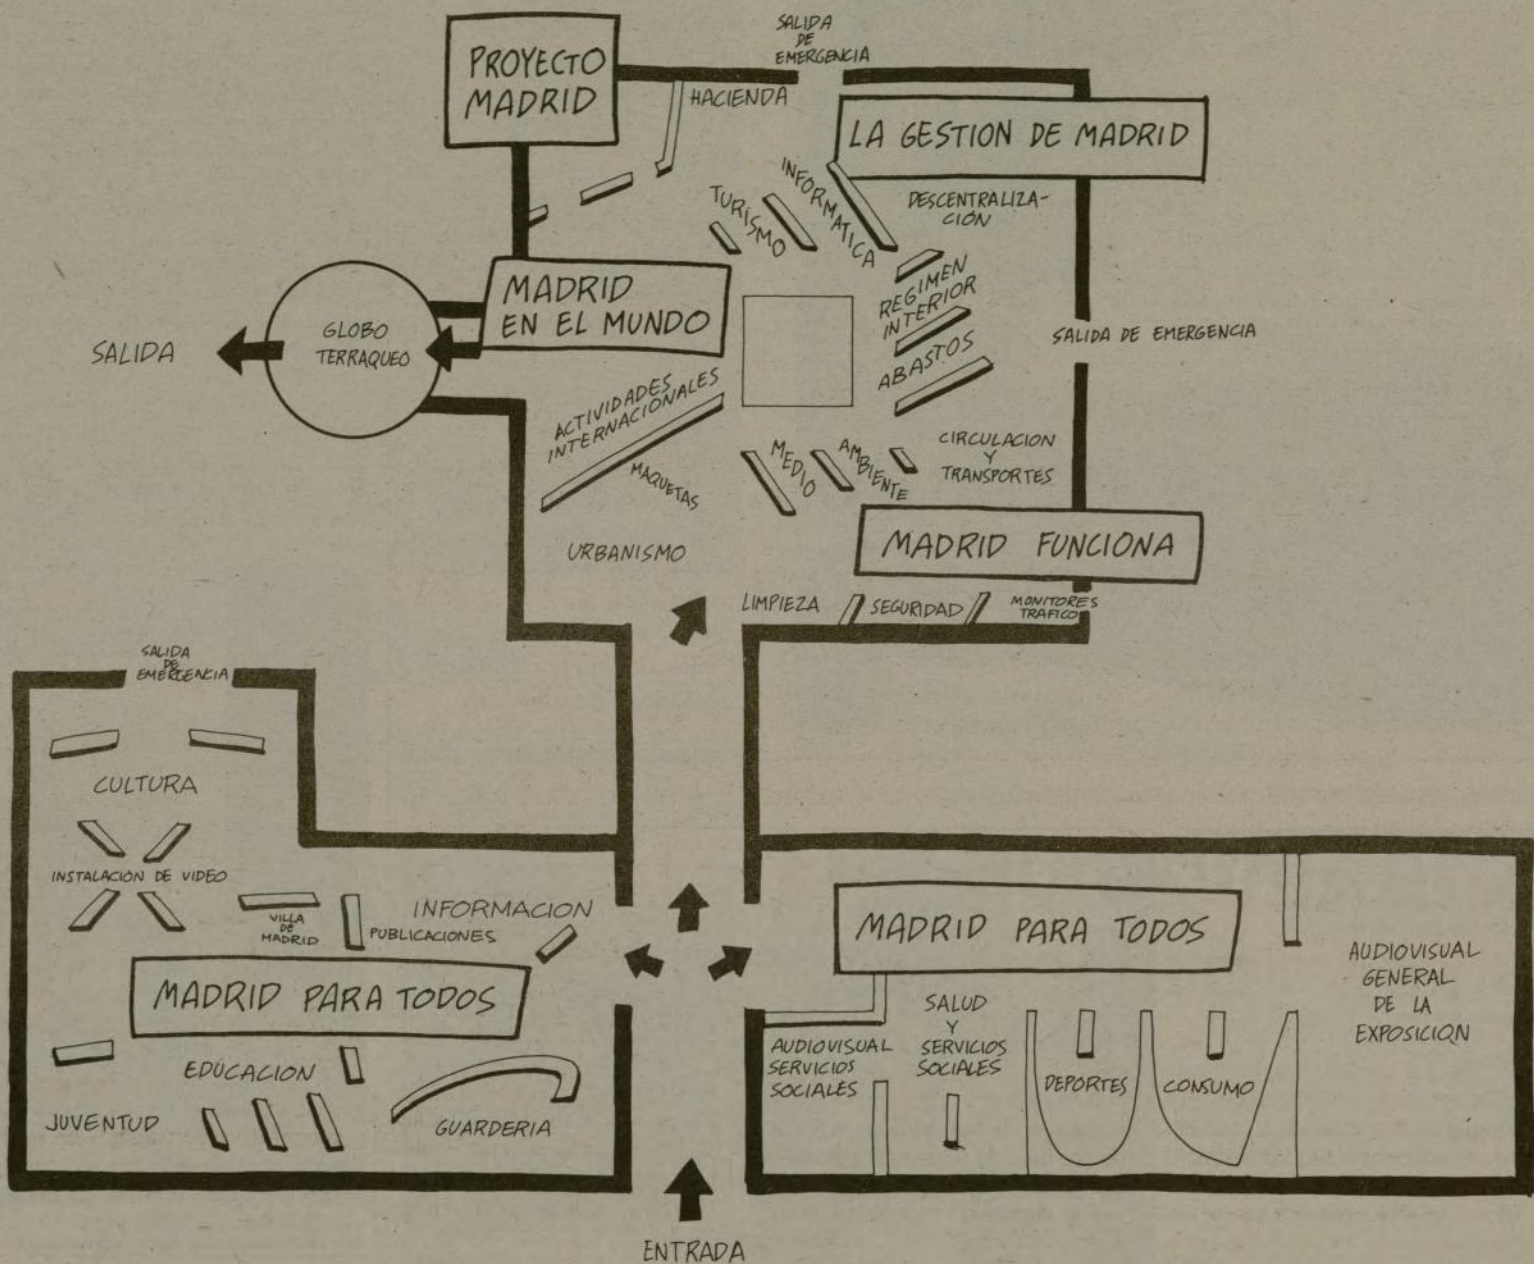 SALIDA
DE
EMERGENCIA
PROYECTO
MADRID
HACIENDA
LA GESTION DE MADRID
TURISMO
INFORMATICA
DESCENTRALIZA-
CIÓN
REGIMEN
INTERIOR
MADRID
EN EL MUNDO
GLOBO
TERRAQUEO
SALIDA
SALIDA DE EMERGENCIA
ABASTOS
ACTIVIDADES
INTERNACIONALES
MAQUETAS
MEDIO
AMBIENTE
CIRCULACION
Y
TRANSPORTES
URBANISMO
MADRID FUNCIONA
LIMPIEZA
SEGURIDAD
MONITORES
TRAFICO
SALIDA
DE
EMERGENCIA
CULTURA
INSTALACIÓN DE VIDEO
VILLA
DE
MADRID
INFORMACION
PUBLICACIONES
MADRID PARA TODOS
EDUCACION
JUVENTUD
GUARDERIA
MADRID PARA TODOS
AUDIOVISUAL
GENERAL
DE LA
EXPOSICION
AUDIOVISUAL
SERVICIOS
SOCIALES
SALUD
Y
SERVICIOS
SOCIALES
DEPORTES
CONSUMO
ENTRADA